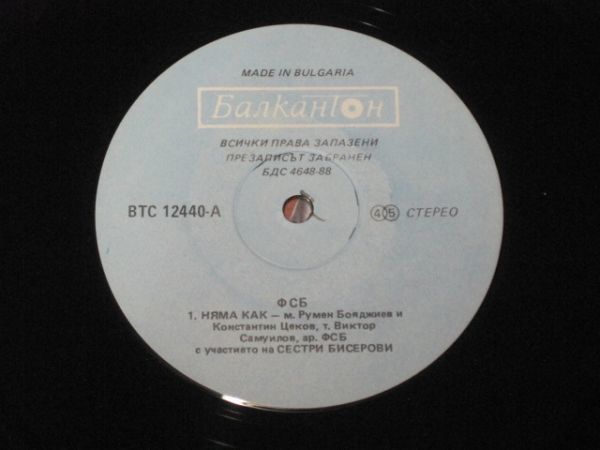 MADE IN BULGARIA
Балкантон
ВСИЧКИ ПРАВА ЗАПАЗЕНИ
ПРЕЗАПИСЪТ ЗАБРАНЕН
БДС 4648-88
ВТС 12440-А
45 СТЕРЕО
ФСБ
1. НЯМА КАК – м. Румен Бояджиев и
Константин Цеков, т. Виктор
Самуилов, ар. ФСБ
с участието на СЕСТРИ БИСЕРОВИ